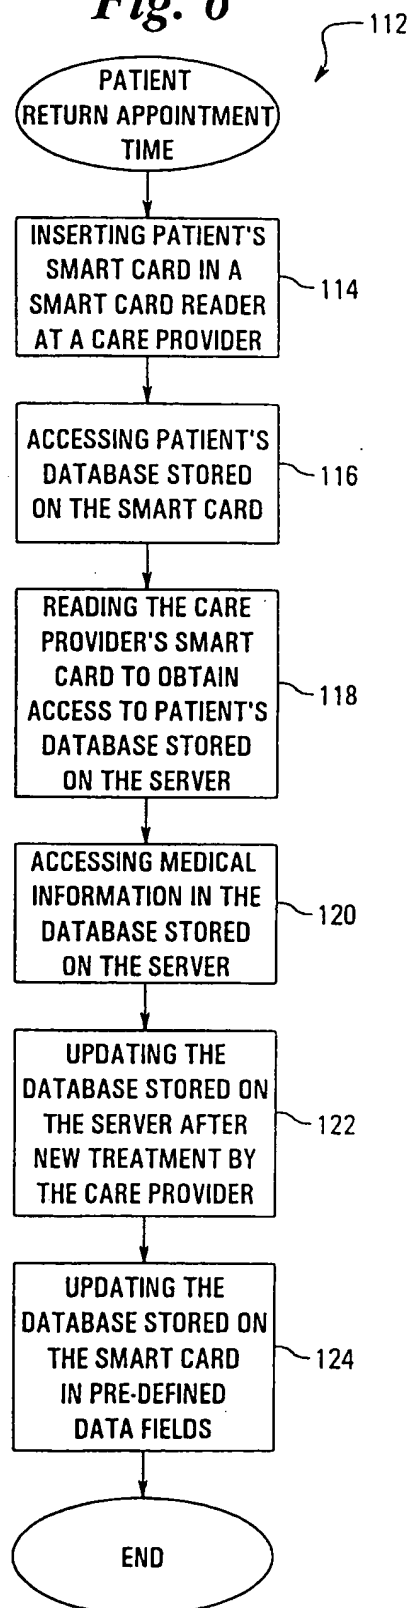 Fig. 6
112
PATIENT
RETURN APPOINTMENT
TIME
INSERTING PATIENT'S
SMART CARD IN A
SMART CARD READER
AT A CARE PROVIDER
114
ACCESSING PATIENT'S
DATABASE STORED
ON THE SMART CARD
116
READING THE CARE
PROVIDER'S SMART
CARD TO OBTAIN
ACCESS TO PATIENT'S
DATABASE STORED
ON THE SERVER
118
ACCESSING MEDICAL
INFORMATION IN THE
DATABASE STORED
ON THE SERVER
120
UPDATING THE
DATABASE STORED ON
THE SERVER AFTER
NEW TREATMENT BY
THE CARE PROVIDER
122
UPDATING THE
DATABASE STORED ON
THE SMART CARD
IN PRE-DEFINED
DATA FIELDS
124
END